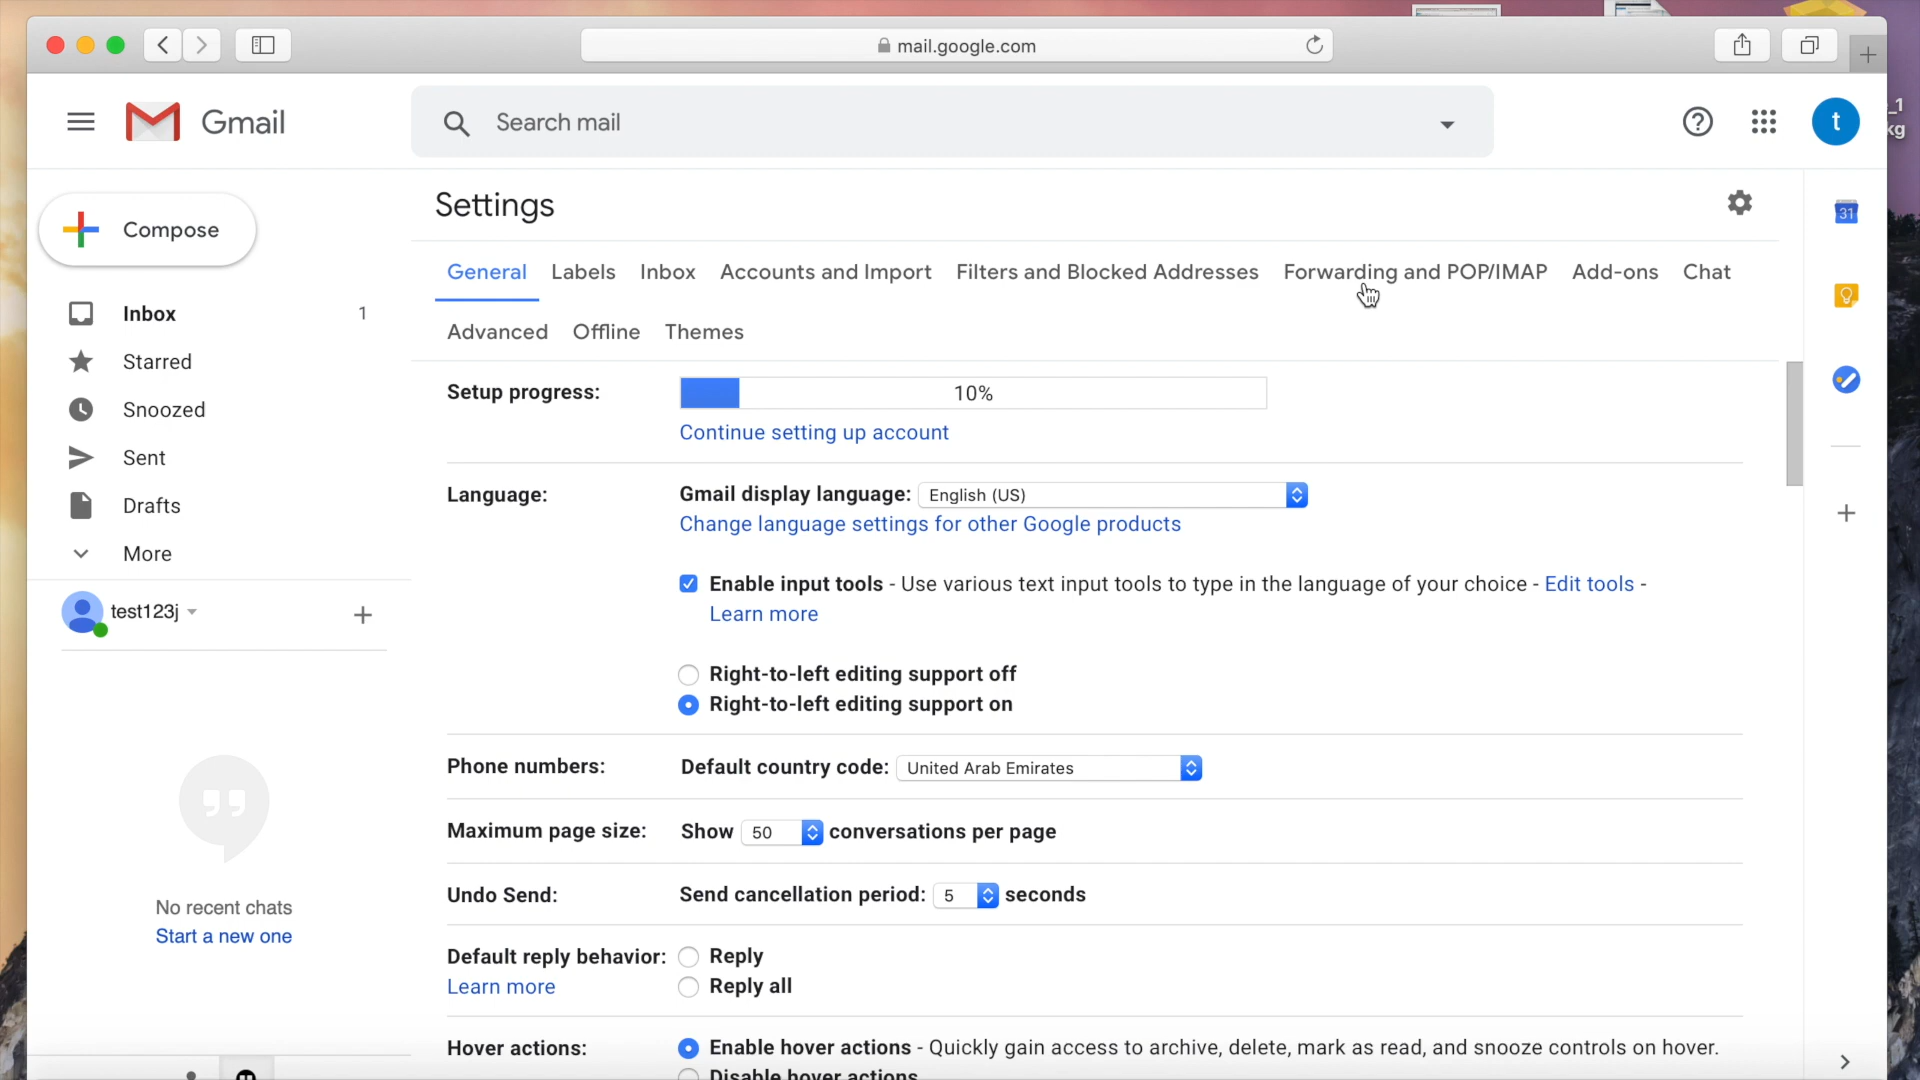 mail.google.com
Gmail
Search mail
t
_1
kg
Settings
31
Compose
General Labels Inbox Accounts and Import Filters and Blocked Addresses Forwarding and POP/IMAP Add-ons Chat
Advanced Offline Themes
Inbox 1
Starred
Snoozed
Sent
Drafts
More
test123j
No recent chats
Start a new one
Setup progress: 10%
Continue setting up account
Language: Gmail display language: English (US)
Change language settings for other Google products
Enable input tools - Use various text input tools to type in the language of your choice - Edit tools -
Learn more
Right-to-left editing support off
Right-to-left editing support on
Phone numbers: Default country code: United Arab Emirates
Maximum page size: Show 50 conversations per page
Undo Send: Send cancellation period: 5 seconds
Default reply behavior: Reply
Learn more Reply all
Hover actions: Enable hover actions - Quickly gain access to archive, delete, mark as read, and snooze controls on hover.
Disable hover actions